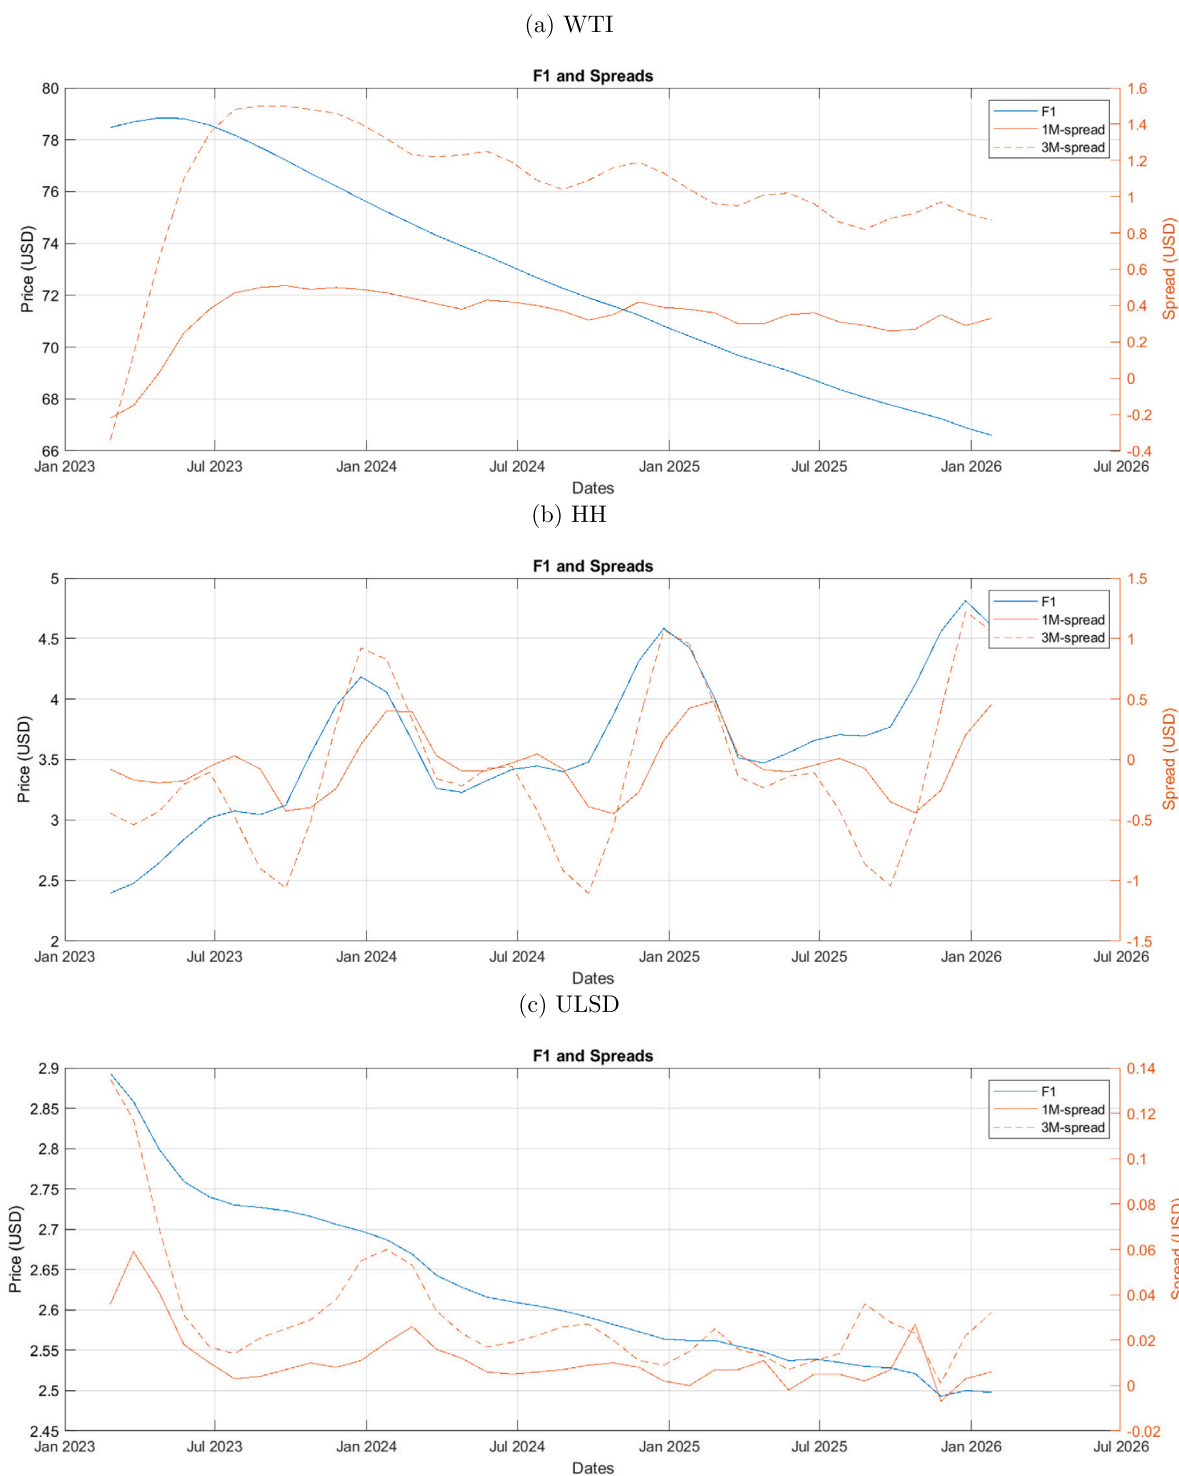 (a) WTI
F1 and Spreads
F1
1M-spread
3M-spread
80
78
76
74
72
70
68
66
Price (USD)
1.6
1.4
1.2
1
0.8
0.6
0.4
0.2
0
-0.2
-0.4
Spread (USD)
Jan 2023 Jul 2023 Jan 2024 Jul 2024 Jan 2025 Jul 2025 Jan 2026 Jul 2026
Dates
(b) HH
F1 and Spreads
F1
1M-spread
3M-spread
5
4.5
4
3.5
3
2.5
2
Price (USD)
1.5
1
0.5
0
-0.5
-1
-1.5
Spread (USD)
Jan 2023 Jul 2023 Jan 2024 Jul 2024 Jan 2025 Jul 2025 Jan 2026 Jul 2026
Dates
(c) ULSD
F1 and Spreads
F1
1M-spread
3M-spread
2.9
2.85
2.8
2.75
2.7
2.65
2.6
2.55
2.5
2.45
Price (USD)
0.14
0.12
0.1
0.08
0.06
0.04
0.02
0
-0.02
Spread (USD)
Jan 2023 Jul 2023 Jan 2024 Jul 2024 Jan 2025 Jul 2025 Jan 2026 Jul 2026
Dates